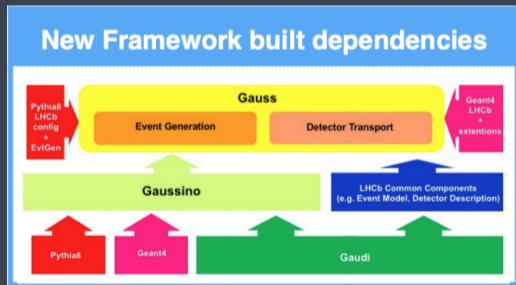 New Framework built dependencies
Pythia8
LHCb
config
+
EvtGen
Gauss
Event Generation
Detector Transport
Geant4
LHCb
+
extentions
Gaussino
LHCb Common Components
(e.g. Event Model, Detector Description)
Pythia8
Geant4
Gaudi